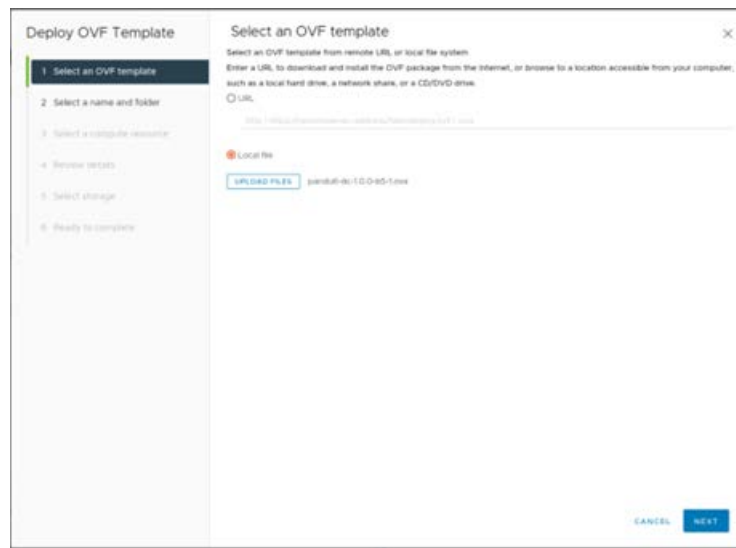 Deploy OVF Template
1 Select an OVF template
2 Select a name and folder
3 Select a compute resource
4 Review details
5 Select storage
6 Ready to complete
Select an OVF template
Select an OVF template from remote URL or local file system
Enter a URL to download and install the OVF package from the Internet, or browse to a location accessible from your computer,
such as a local hard drive, a network share, or a CD/DVD drive.
URL
Local file
UPLOAD FILES
CANCEL
NEXT